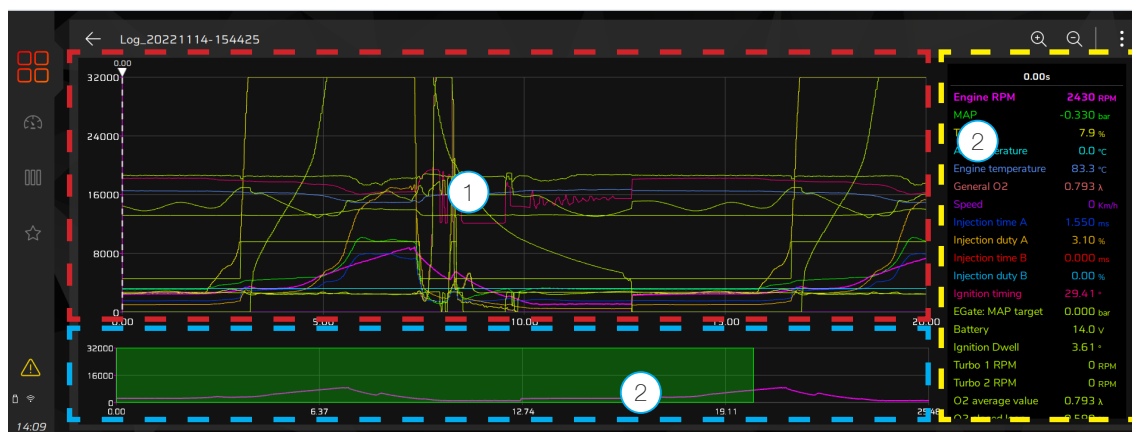 Log_20221114-154425
0.00
32000
24000
16000
8000
0
0.00 5.00 10.00 15.00 20.00
1
32000
16000
0
0.00 6.37 12.74 19.11
2
0.00s
Engine RPM 2430 RPM
MAP -0.330 bar
7.9 %
0.0 °C
2
Engine temperature 83.3 °C
General O2 0.793 λ
Speed 0 Km/h
Injection time A 1.550 ms
Injection duty A 3.10 %
Injection time B 0.000 ms
Injection duty B 0.00 %
Ignition timing 29.41 °
EGate: MAP target 0.000 bar
Battery 14.0 V
Ignition Dwell 3.61 °
Turbo 1 RPM 0 RPM
Turbo 2 RPM 0 RPM
O2 average value 0.793 λ
14:09